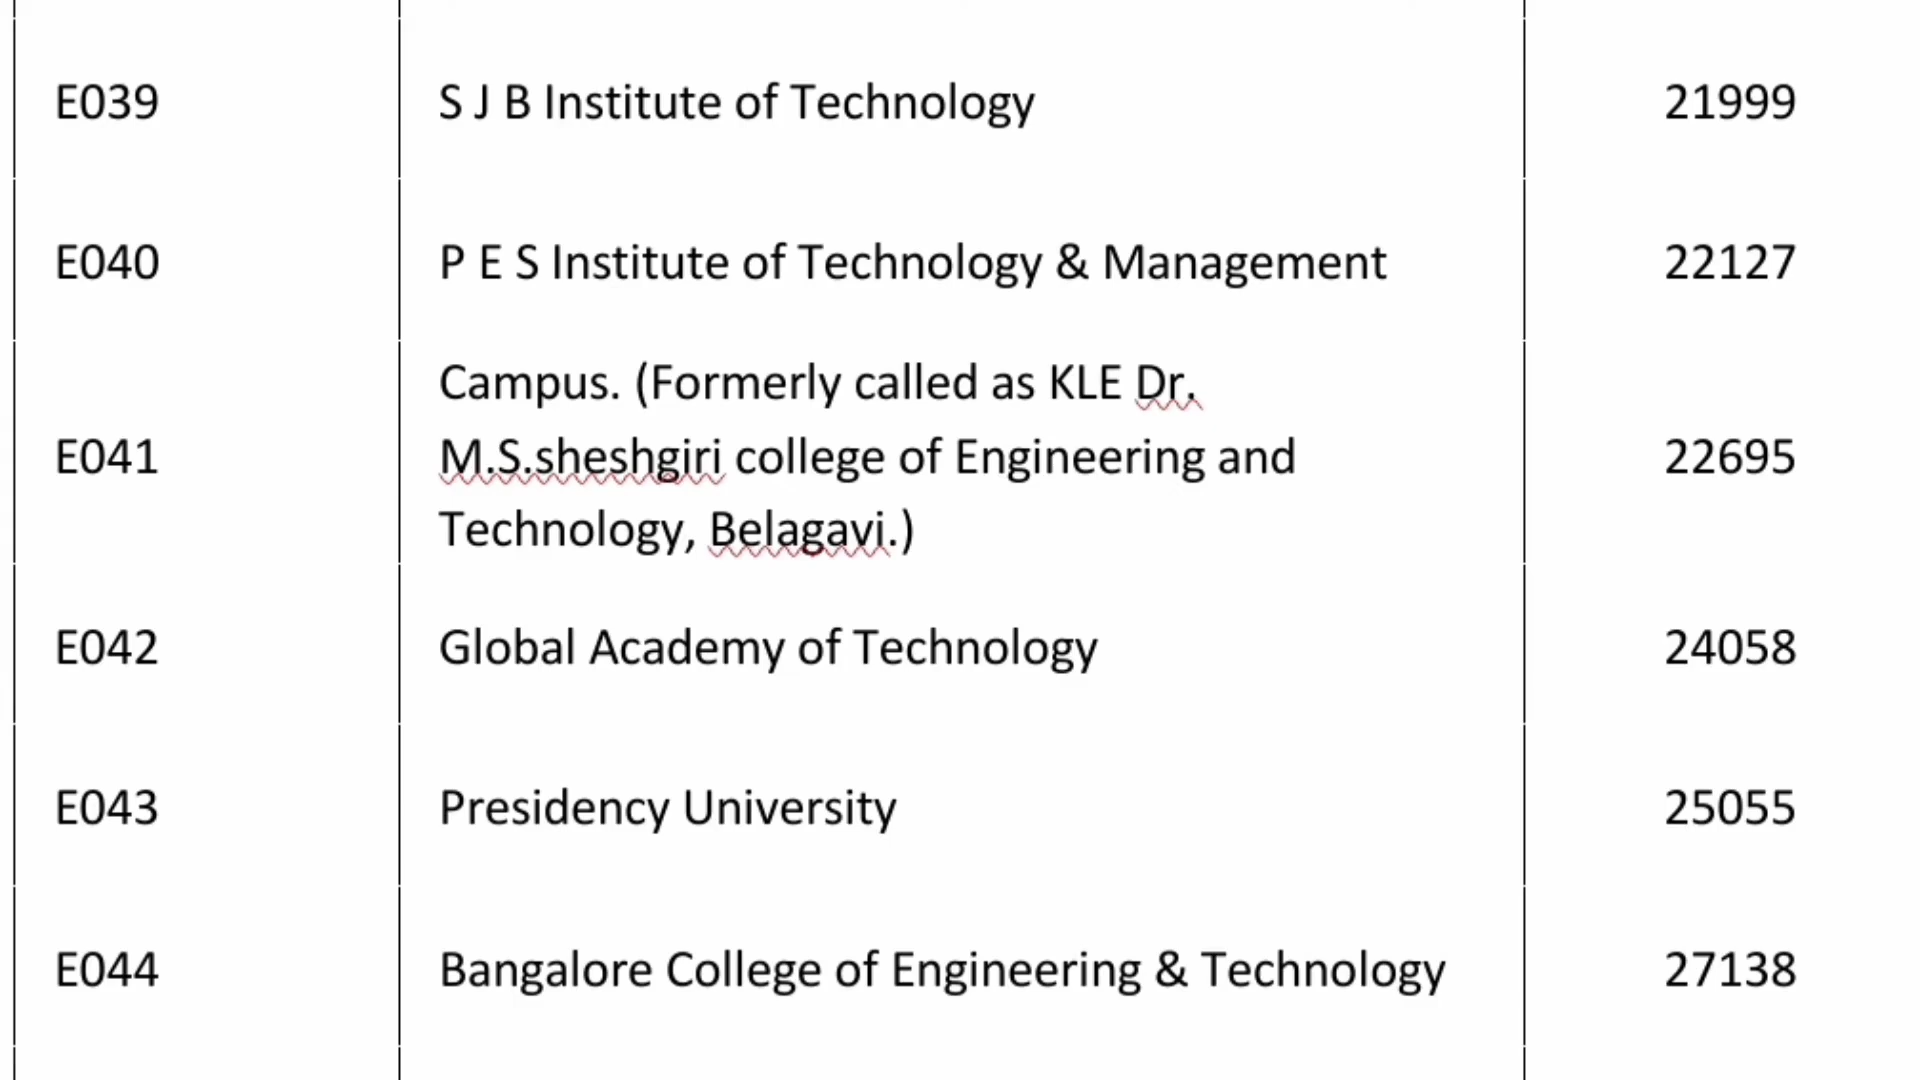 E039 S J B Institute of Technology 21999
E040 P E S Institute of Technology & Management 22127
Campus. (Formerly called as KLE Dr.
E041 M.S.sheshgiri college of Engineering and 22695
Technology, Belagavi.)
E042 Global Academy of Technology 24058
E043 Presidency University 25055
E044 Bangalore College of Engineering & Technology 27138